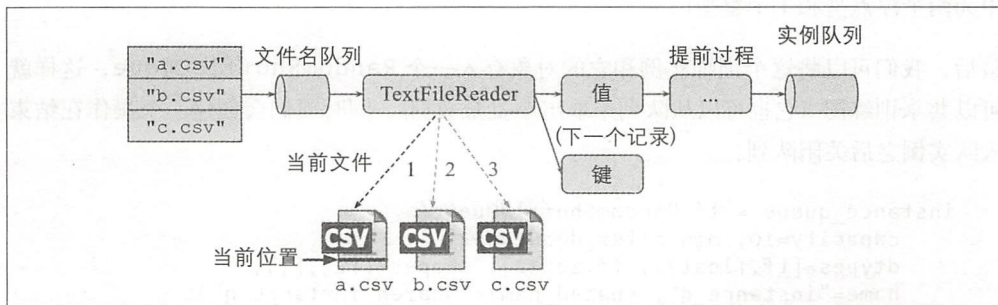 "a.csv"
"b.csv"
"c.csv"
文件名队列
TextFileReader
值
提前过程
...
实例队列
(下一个记录)
键
当前文件
1
2
3
CSV
CSV
CSV
当前位置
a.csv
b.csv
c.csv